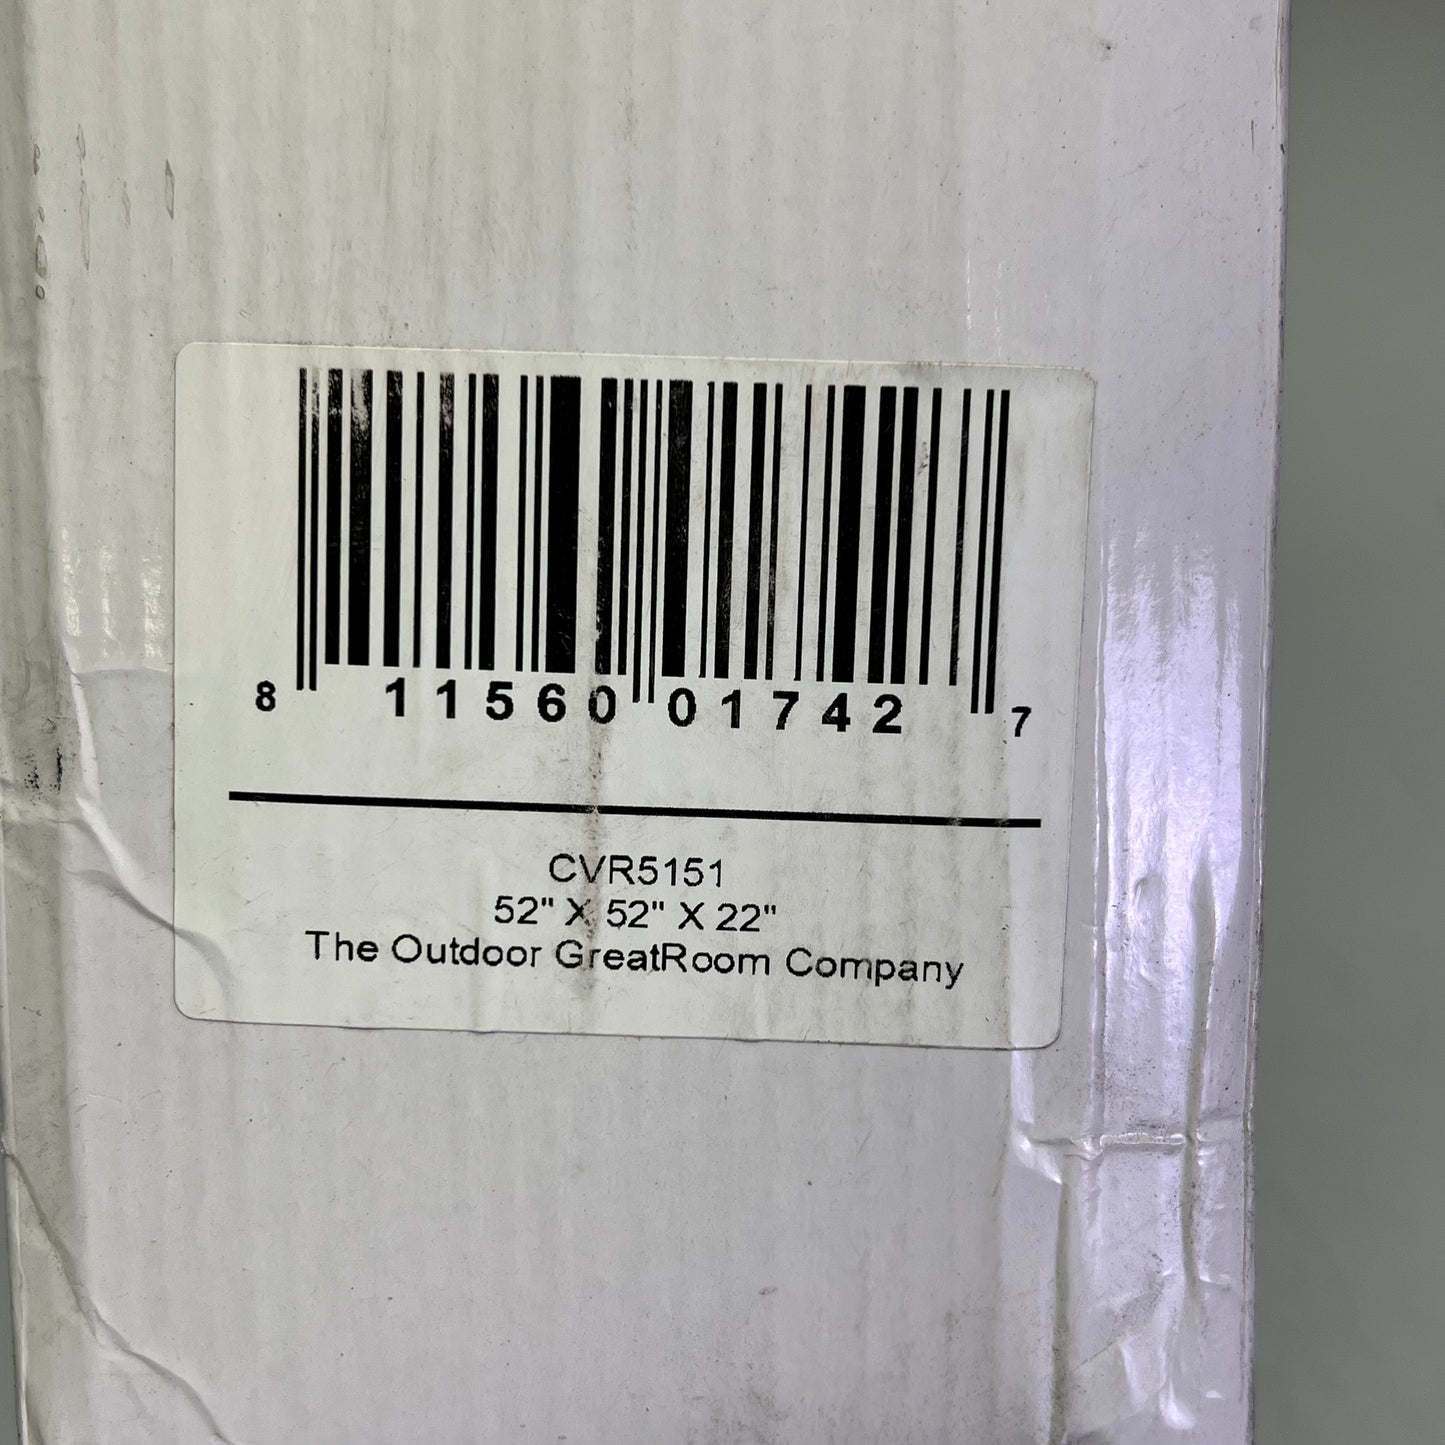 8 11560 01742 7
CVR5151
52" X 52" X 22"
The Outdoor GreatRoom Company